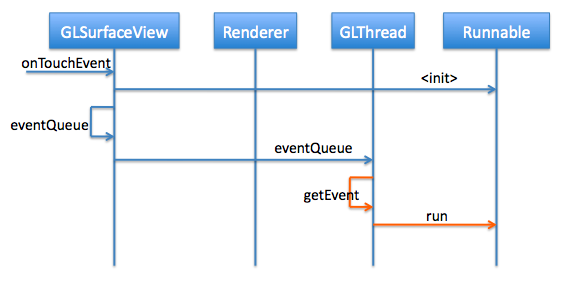 GLSurfaceView
Renderer
GLThread
Runnable
onTouchEvent
<init>
eventQueue
eventQueue
getEvent
run